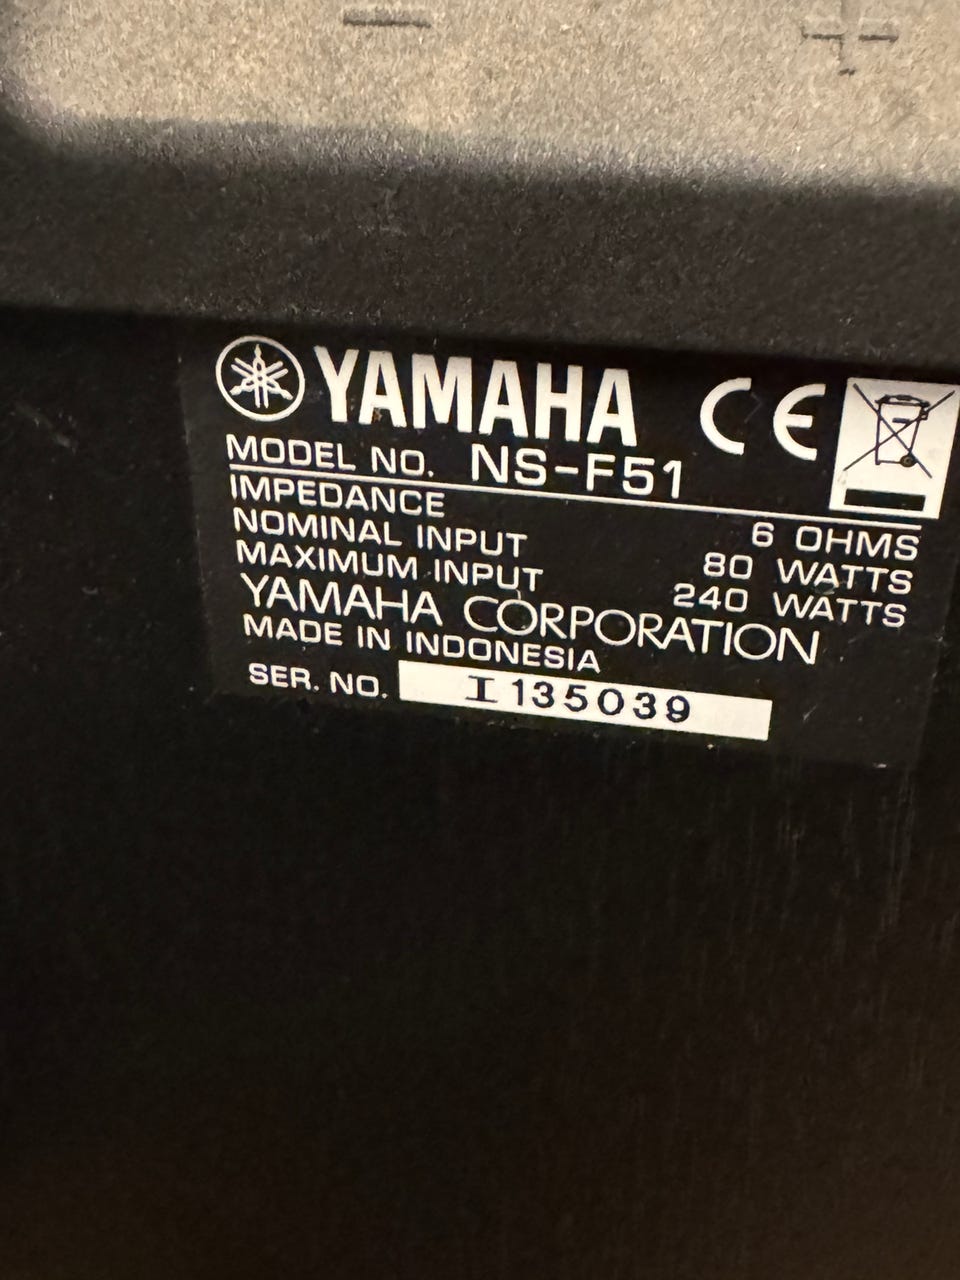 − +
YAMAHA CE
MODEL NO. NS-F51
IMPEDANCE 6 OHMS
NOMINAL INPUT 80 WATTS
MAXIMUM INPUT 240 WATTS
YAMAHA CORPORATION
MADE IN INDONESIA
SER. NO. I135039